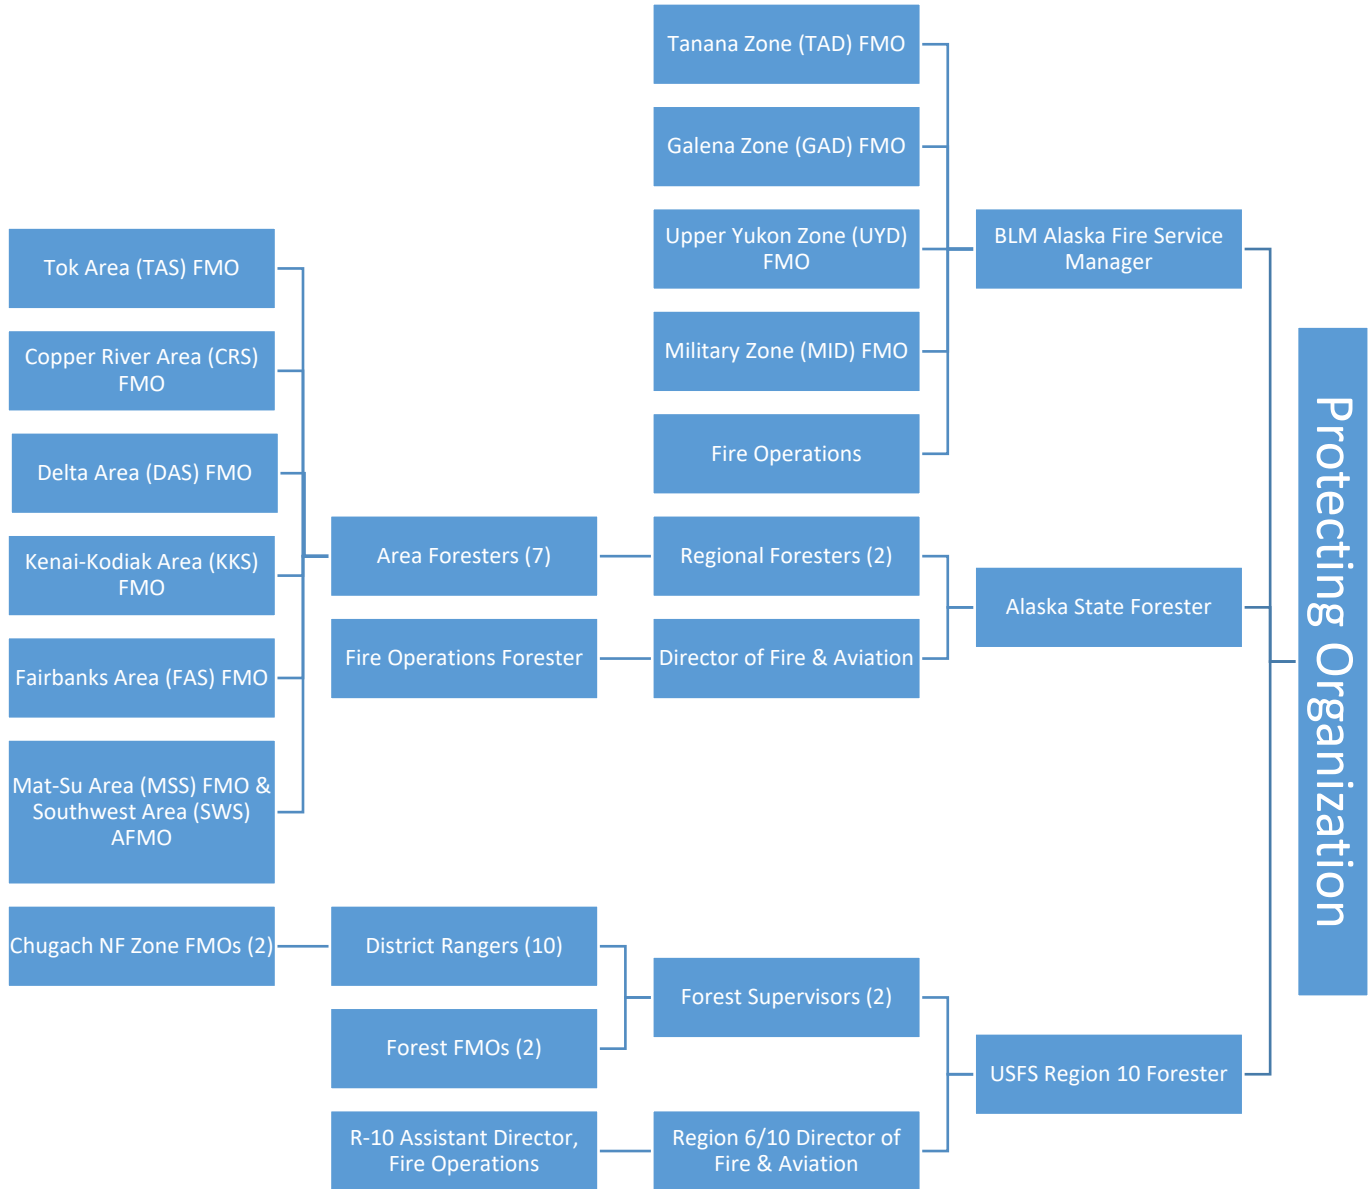 Tanana Zone (TAD) FMO
Galena Zone (GAD) FMO
Upper Yukon Zone (UYD)
FMO
Military Zone (MID) FMO
Fire Operations
BLM Alaska Fire Service
Manager
Tok Area (TAS) FMO
Copper River Area (CRS)
FMO
Delta Area (DAS) FMO
Kenai-Kodiak Area (KKS)
FMO
Fairbanks Area (FAS) FMO
Mat-Su Area (MSS) FMO &
Southwest Area (SWS)
AFMO
Area Foresters (7)
Regional Foresters (2)
Fire Operations Forester
Director of Fire & Aviation
Alaska State Forester
Chugach NF Zone FMOs (2)
District Rangers (10)
Forest FMOs (2)
Forest Supervisors (2)
R-10 Assistant Director,
Fire Operations
Region 6/10 Director of
Fire & Aviation
USFS Region 10 Forester
Protecting Organization